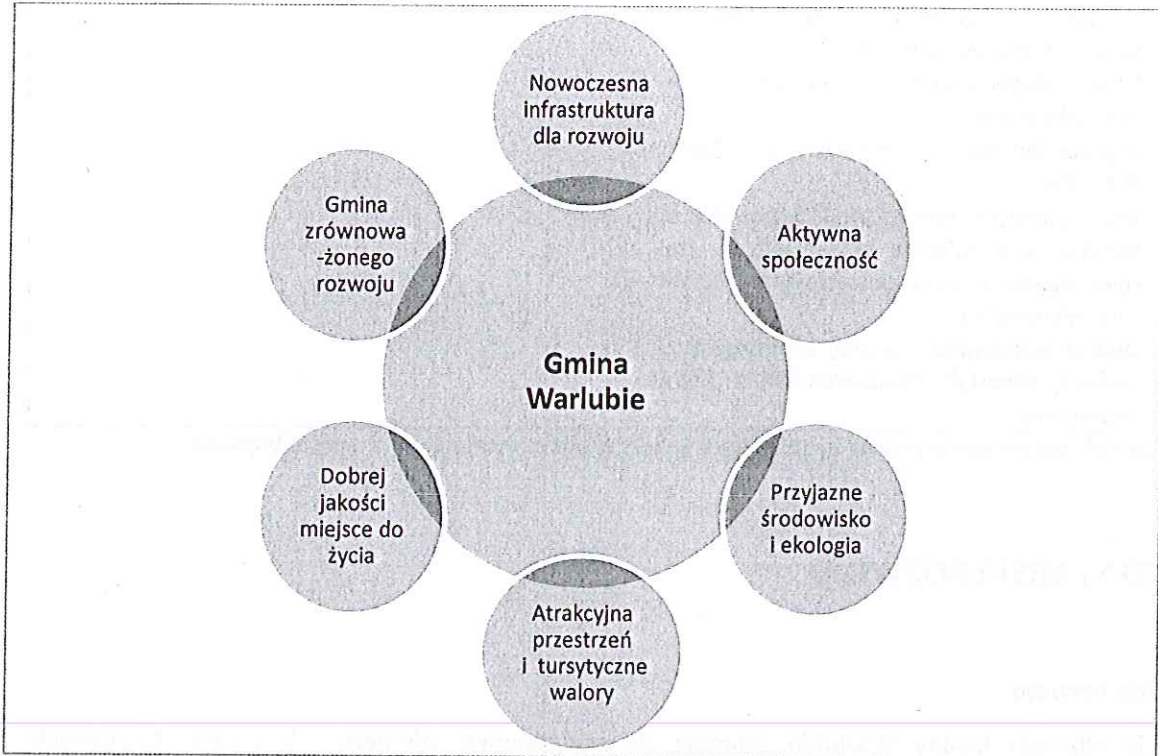 Nowoczesna
infrastruktura
dla rozwoju
Aktywna
społeczność
Przyjazne
środowisko
i ekologia
Atrakcyjna
przestrzeń
i tursytyczne
walory
Dobrej
jakości
miejsce do
życia
Gmina
zrównowa
-żonego
rozwoju
Gmina
Warlubie